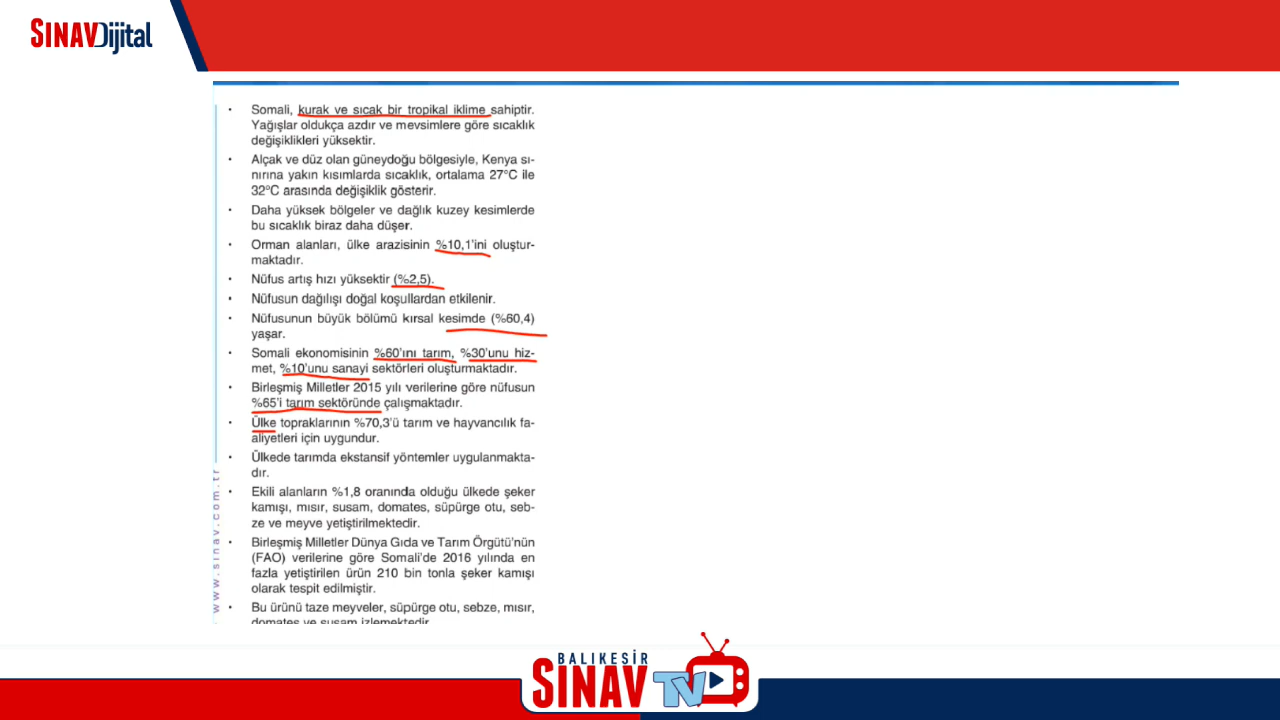 SINAVDijital
• Somali, kurak ve sıcak bir tropikal iklime sahiptir.
Yağışlar oldukça azdır ve mevsimlere göre sıcaklık
değişiklikleri yüksektir.
• Alçak ve düz olan güneydoğu bölgesiyle, Kenya sı-
nırına yakın kısımlarda sıcaklık, ortalama 27°C ile
32°C arasında değişiklik gösterir.
• Daha yüksek bölgeler ve dağlık kuzey kesimlerde
bu sıcaklık biraz daha düşer.
• Orman alanları, ülke arazisinin %10,1'ini oluştur-
maktadır.
• Nüfus artış hızı yüksektir (%2,5).
• Nüfusun dağılışı doğal koşullardan etkilenir.
• Nüfusunun büyük bölümü kırsal kesimde (%60,4)
yaşar.
• Somali ekonomisinin %60'ını tarım, %30'unu hiz-
met, %10'unu sanayi sektörleri oluşturmaktadır.
• Birleşmiş Milletler 2015 yılı verilerine göre nüfusun
%65'i tarım sektöründe çalışmaktadır.
• Ülke topraklarının %70,3'ü tarım ve hayvancılık fa-
aliyetleri için uygundur.
• Ülkede tarımda ekstansif yöntemler uygulanmakta-
dır.
• Ekili alanların %1,8 oranında olduğu ülkede şeker
kamışı, mısır, susam, domates, süpürge otu, seb-
ze ve meyve yetiştirilmektedir.
• Birleşmiş Milletler Dünya Gıda ve Tarım Örgütü'nün
(FAO) verilerine göre Somali'de 2016 yılında en
fazla yetiştirilen ürün 210 bin tonla şeker kamışı
olarak tespit edilmiştir.
• Bu ürünü taze meyveler, süpürge otu, sebze, mısır,
domates ve susam izlemektedir.
www.sinav.com.tr
BALIKESİR
SINAV TV